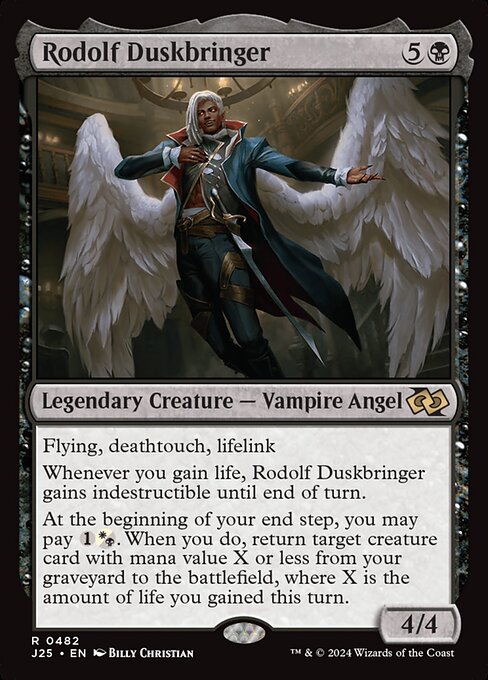 Rodolf Duskbringer 5
Legendary Creature — Vampire Angel
Flying, deathtouch, lifelink
Whenever you gain life, Rodolf Duskbringer
gains indestructible until end of turn.
At the beginning of your end step, you may
pay 1 . When you do, return target creature
card with mana value X or less from your
graveyard to the battlefield, where X is the
amount of life you gained this turn.
4/4
R 0482
J25 • EN BILLY CHRISTIAN
™ & © 2024 Wizards of the Coast